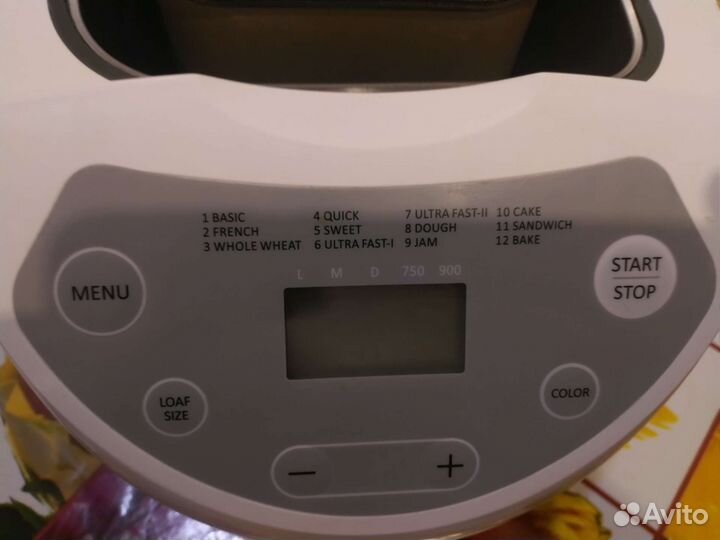 1 BASIC 4 QUICK 7 ULTRA FAST-II 10 CAKE
2 FRENCH 5 SWEET 8 DOUGH 11 SANDWICH
3 WHOLE WHEAT 6 ULTRA FAST-I 9 JAM 12 BAKE
L M D 750 900
MENU
START
STOP
LOAF
SIZE
COLOR
− +
Avito